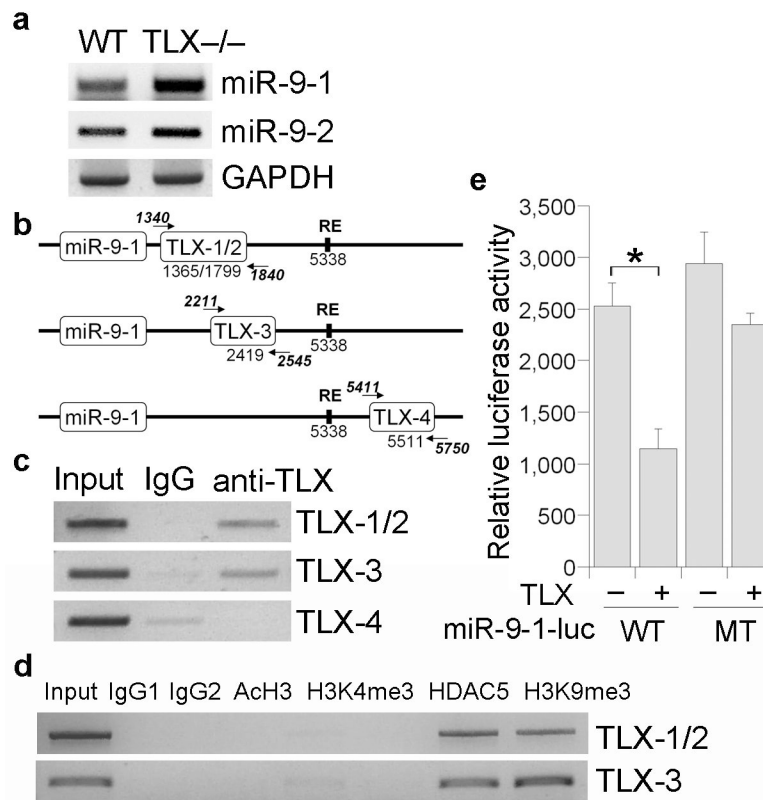 a
WT TLX–/–
miR-9-1
miR-9-2
GAPDH
b
1340
RE
miR-9-1 TLX-1/2
1365/1799 1840 5338
2211
RE
miR-9-1 TLX-3
2419 2545 5338
RE 5411
miR-9-1 TLX-4
5338 5511 5750
c
Input IgG anti-TLX
TLX-1/2
TLX-3
TLX-4
d
Input IgG1 IgG2 AcH3 H3K4me3 HDAC5 H3K9me3
TLX-1/2
TLX-3
e
Relative luciferase activity
3,500
3,000
2,500
2,000
1,500
1,000
500
0
*
TLX – + – +
miR-9-1-luc WT MT